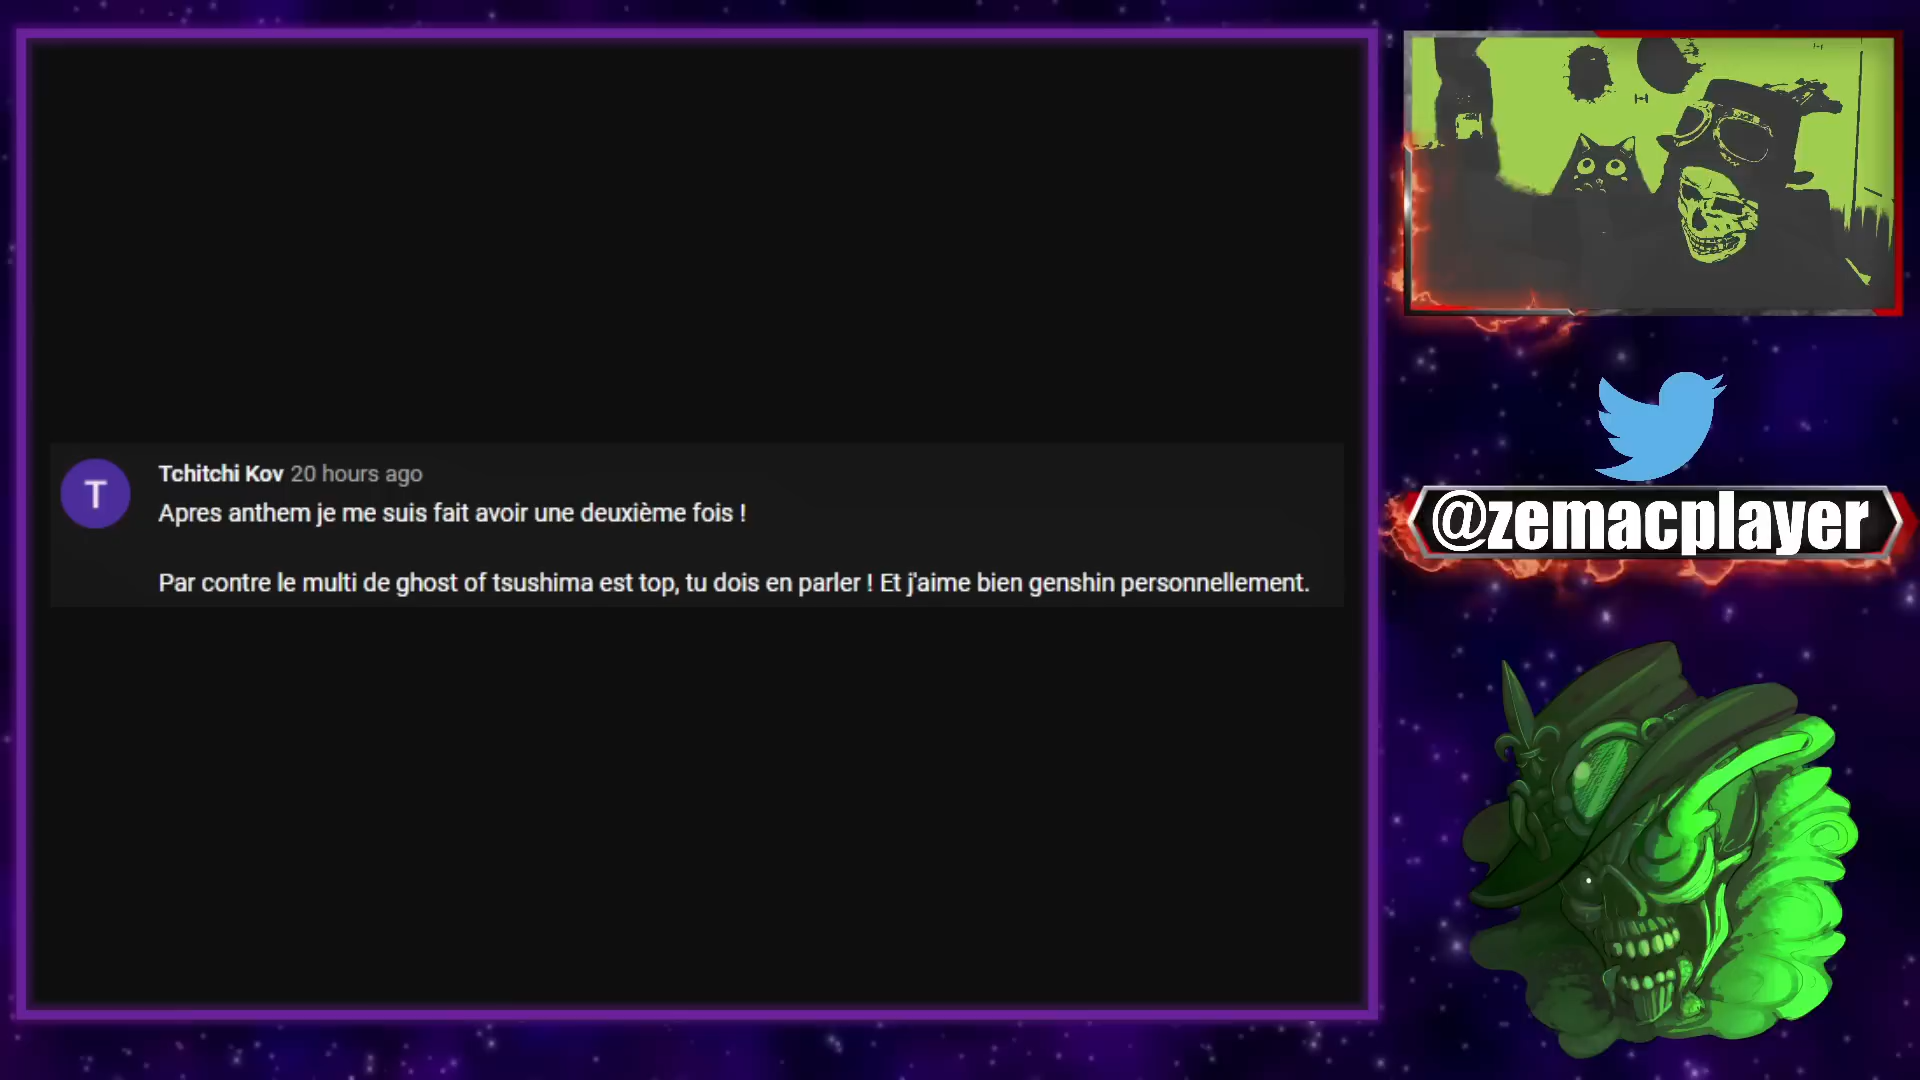 Tchitchi Kov 20 hours ago
T
Apres anthem je me suis fait avoir une deuxième fois !
Par contre le multi de ghost of tsushima est top, tu dois en parler ! Et j'aime bien genshin personnellement.
@zemacplayer